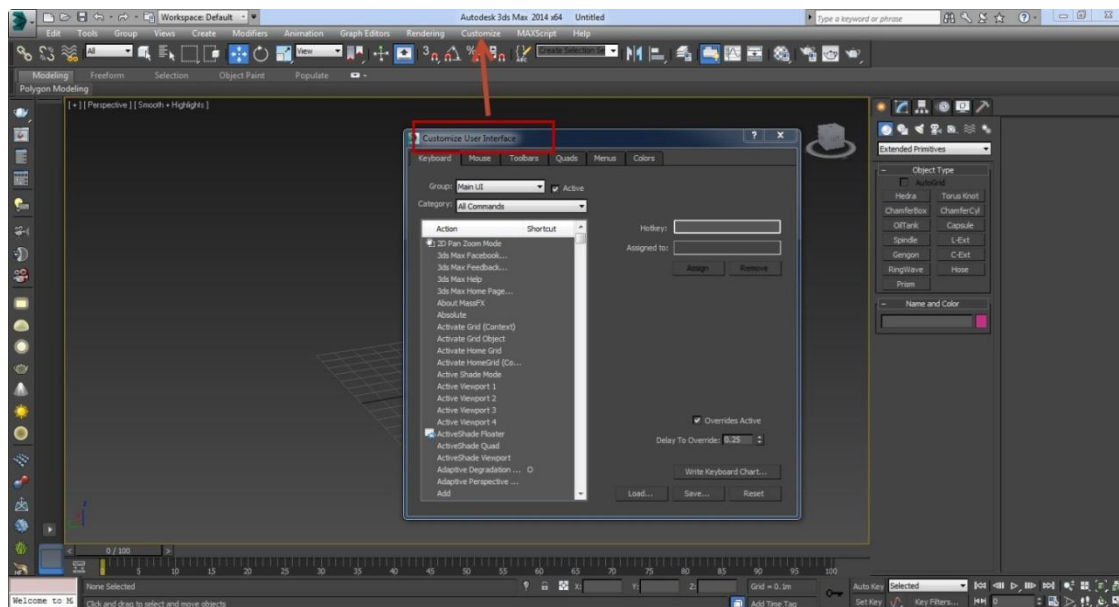 Workspace: Default
Autodesk 3ds Max 2014 x64 Untitled
Type a keyword or phrase
Edit Tools Group Views Create Modifiers Animation Graph Editors Rendering Customize MAXScript Help
All
View
Create Selection Se
Modeling Freeform Selection Object Paint Populate
Polygon Modeling
[+] [Perspective] [Smooth + Highlights]
Customize User Interface
Keyboard Mouse Toolbars Quads Menus Colors
Group: Main UI Active
Category: All Commands
Action Shortcut
2D Pan Zoom Mode
3ds Max Facebook...
3ds Max Feedback...
3ds Max Help
3ds Max Home Page...
About MassFX
Absolute
Activate Grid (Context)
Activate Grid Object
Activate Home Grid
Activate HomeGrid (Co...
Active Shade Mode
Active Viewport 1
Active Viewport 2
Active Viewport 3
Active Viewport 4
ActiveShade Floater
ActiveShade Quad
ActiveShade Viewport
Adaptive Degradation ... O
Adaptive Perspective ...
Add
Hotkey:
Assigned to:
Assign Remove
Overrides Active
Delay To Override: 0.25
Write Keyboard Chart...
Load... Save... Reset
Extended Primitives
Object Type
AutoGrid
Hedra Torus Knot
ChamferBox ChamferCyl
OilTank Capsule
Spindle L-Ext
Gengon C-Ext
RingWave Hose
Prism
Name and Color
z
0 / 100
5 10 15 20 25 30 35 40 45 50 55 60 65 70 75 80 85 90 95 100
None Selected
X: Y: Z: Grid = 0.1m
Auto Key Selected
Welcome to M
Click and drag to select and move objects
Add Time Tag
Set Key Key Filters... 0